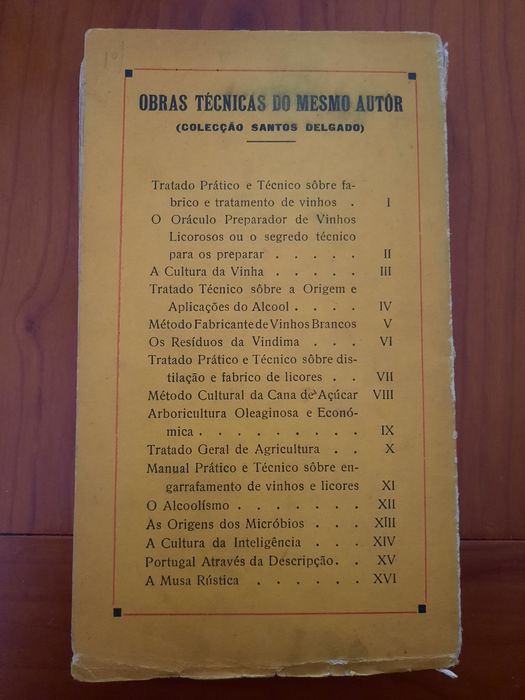 101
OBRAS TÉCNICAS DO MESMO AUTÔR
(COLECÇÃO SANTOS DELGADO)
Tratado Prático e Técnico sôbre fa-
brico e tratamento de vinhos . I
O Oráculo Preparador de Vinhos
Licorosos ou o segredo técnico
para os preparar . . . . . II
A Cultura da Vinha . . . . . III
Tratado Técnico sôbre a Origem e
Aplicações do Alcool . . . . IV
Método Fabricante de Vinhos Brancos V
Os Resíduos da Vindima . . . VI
Tratado Prático e Técnico sôbre dis-
tilação e fabrico de licores . . VII
Método Cultural da Cana de Açúcar VIII
Arboricultura Oleaginosa e Econó-
mica . . . . . . . . . IX
Tratado Geral de Agricultura . . X
Manual Prático e Técnico sôbre en-
garrafamento de vinhos e licores XI
O Alcoolísmo . . . . . . . XII
As Origens dos Micróbios . . . XIII
A Cultura da Inteligência . . . XIV
Portugal Através da Descripção. . XV
A Musa Rústica . . . . . . XVI